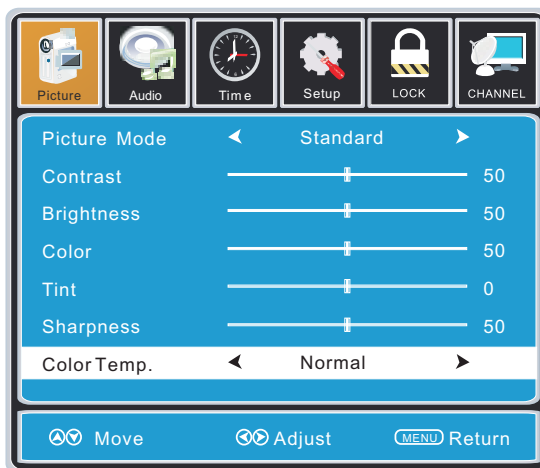 Picture Audio Time Setup LOCK CHANNEL
Picture Mode Standard
Contrast 50
Brightness 50
Color 50
Tint 0
Sharpness 50
Color Temp. Normal
Move Adjust MENU Return